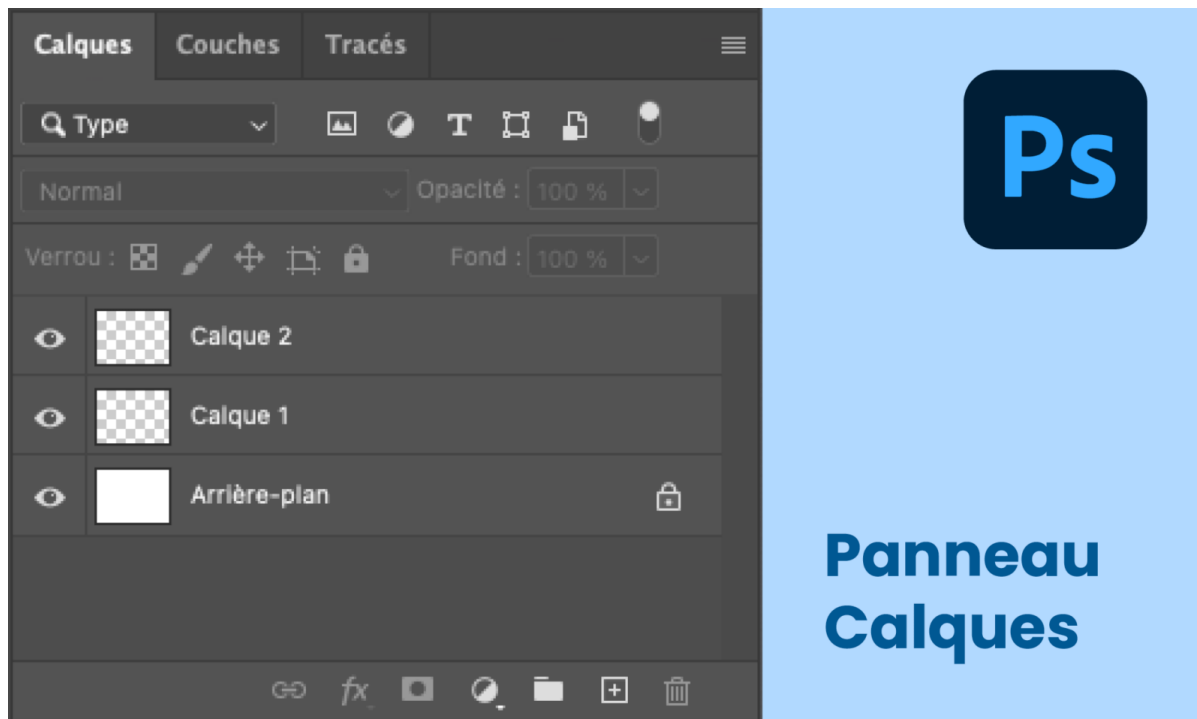 Calques Couches Tracés
Type T
Normal Opacité : 100 %
Verrou : Fond : 100 %
Calque 2
Calque 1
Arrière-plan
fx
Ps
Panneau
Calques